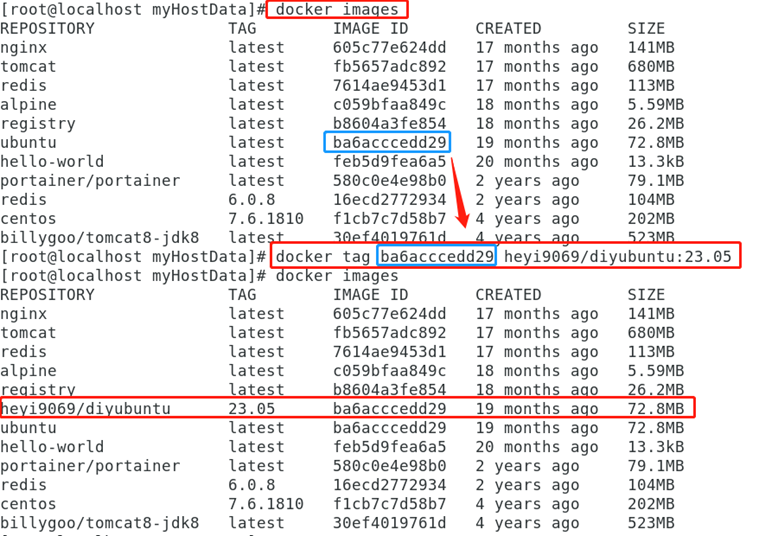 [root@localhost myHostData]# docker images
REPOSITORY TAG IMAGE ID CREATED SIZE
nginx latest 605c77e624dd 17 months ago 141MB
tomcat latest fb5657adc892 17 months ago 680MB
redis latest 7614ae9453d1 17 months ago 113MB
alpine latest c059bfaa849c 18 months ago 5.59MB
registry latest b8604a3fe854 18 months ago 26.2MB
ubuntu latest ba6acccedd29 19 months ago 72.8MB
hello-world latest feb5d9fea6a5 20 months ago 13.3kB
portainer/portainer latest 580c0e4e98b0 2 years ago 79.1MB
redis 6.0.8 16ecd2772934 2 years ago 104MB
centos 7.6.1810 f1cb7c7d58b7 4 years ago 202MB
billygoo/tomcat8-jdk8 latest 30ef4019761d 4 years ago 523MB
[root@localhost myHostData]# docker tag ba6acccedd29 heyi9069/diyubuntu:23.05
[root@localhost myHostData]# docker images
REPOSITORY TAG IMAGE ID CREATED SIZE
nginx latest 605c77e624dd 17 months ago 141MB
tomcat latest fb5657adc892 17 months ago 680MB
redis latest 7614ae9453d1 17 months ago 113MB
alpine latest c059bfaa849c 18 months ago 5.59MB
registry latest b8604a3fe854 18 months ago 26.2MB
heyi9069/diyubuntu 23.05 ba6acccedd29 19 months ago 72.8MB
ubuntu latest ba6acccedd29 19 months ago 72.8MB
hello-world latest feb5d9fea6a5 20 months ago 13.3kB
portainer/portainer latest 580c0e4e98b0 2 years ago 79.1MB
redis 6.0.8 16ecd2772934 2 years ago 104MB
centos 7.6.1810 f1cb7c7d58b7 4 years ago 202MB
billygoo/tomcat8-jdk8 latest 30ef4019761d 4 years ago 523MB